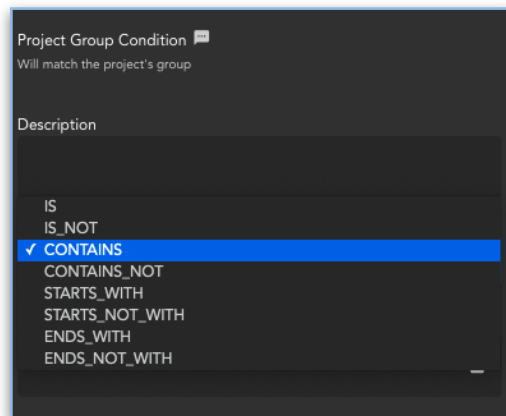 Project Group Condition
Will match the project's group
Description
IS
IS_NOT
✓ CONTAINS
CONTAINS_NOT
STARTS_WITH
STARTS_NOT_WITH
ENDS_WITH
ENDS_NOT_WITH